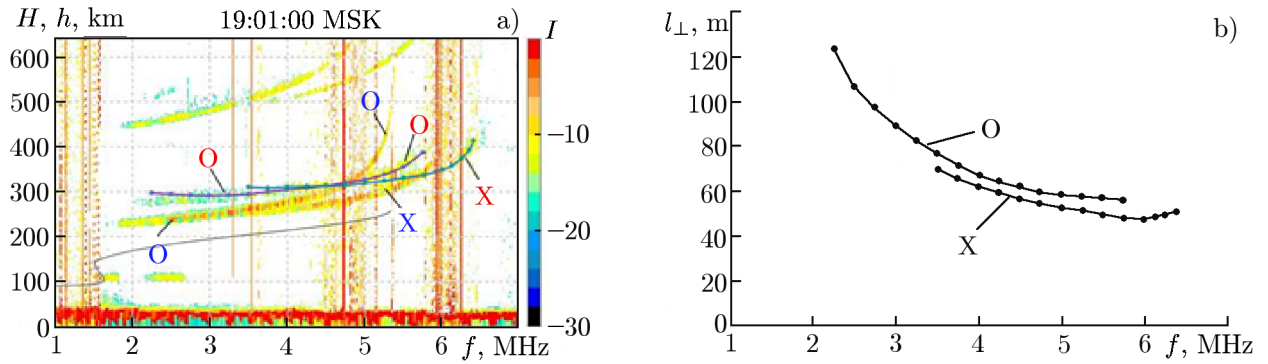 H, h, km 19:01:00 MSK a) I
600
500
400
300
200
100
0
O
O
O
O
X
X
−10
−20
−30
1 2 3 4 5 6 f, MHz
l⊥, m b)
120
100
80
60
40
20
0
O
X
1 2 3 4 5 6 f, MHz